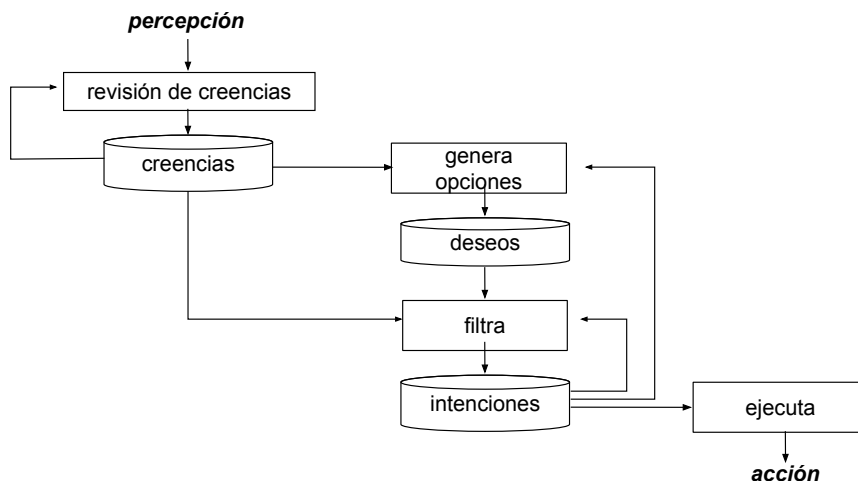 percepción
revisión de creencias
creencias
genera
opciones
deseos
filtra
intenciones
ejecuta
acción